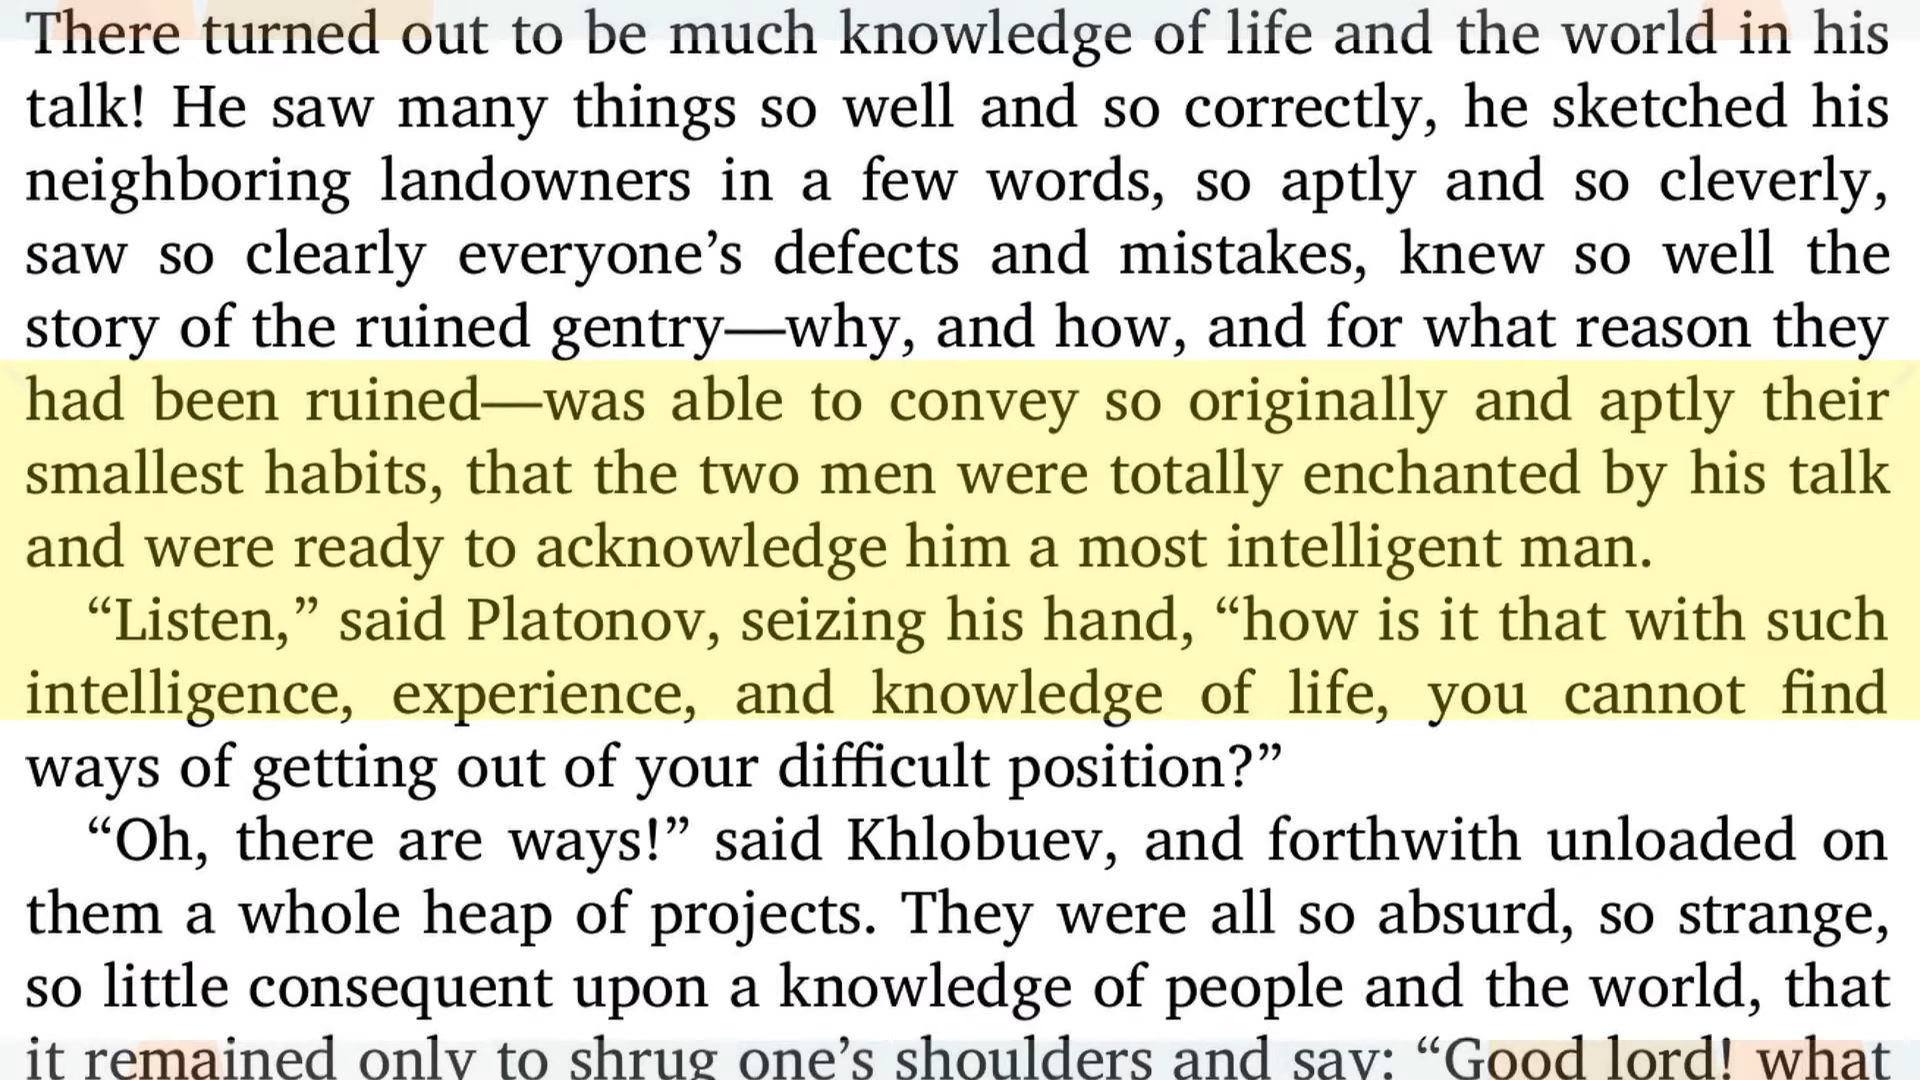 There turned out to be much knowledge of life and the world in his
talk! He saw many things so well and so correctly, he sketched his
neighboring landowners in a few words, so aptly and so cleverly,
saw so clearly everyone’s defects and mistakes, knew so well the
story of the ruined gentry—why, and how, and for what reason they
had been ruined—was able to convey so originally and aptly their
smallest habits, that the two men were totally enchanted by his talk
and were ready to acknowledge him a most intelligent man.
“Listen,” said Platonov, seizing his hand, “how is it that with such
intelligence, experience, and knowledge of life, you cannot find
ways of getting out of your difficult position?”
“Oh, there are ways!” said Khlobuev, and forthwith unloaded on
them a whole heap of projects. They were all so absurd, so strange,
so little consequent upon a knowledge of people and the world, that
it remained only to shrug one’s shoulders and say: “Good lord! what